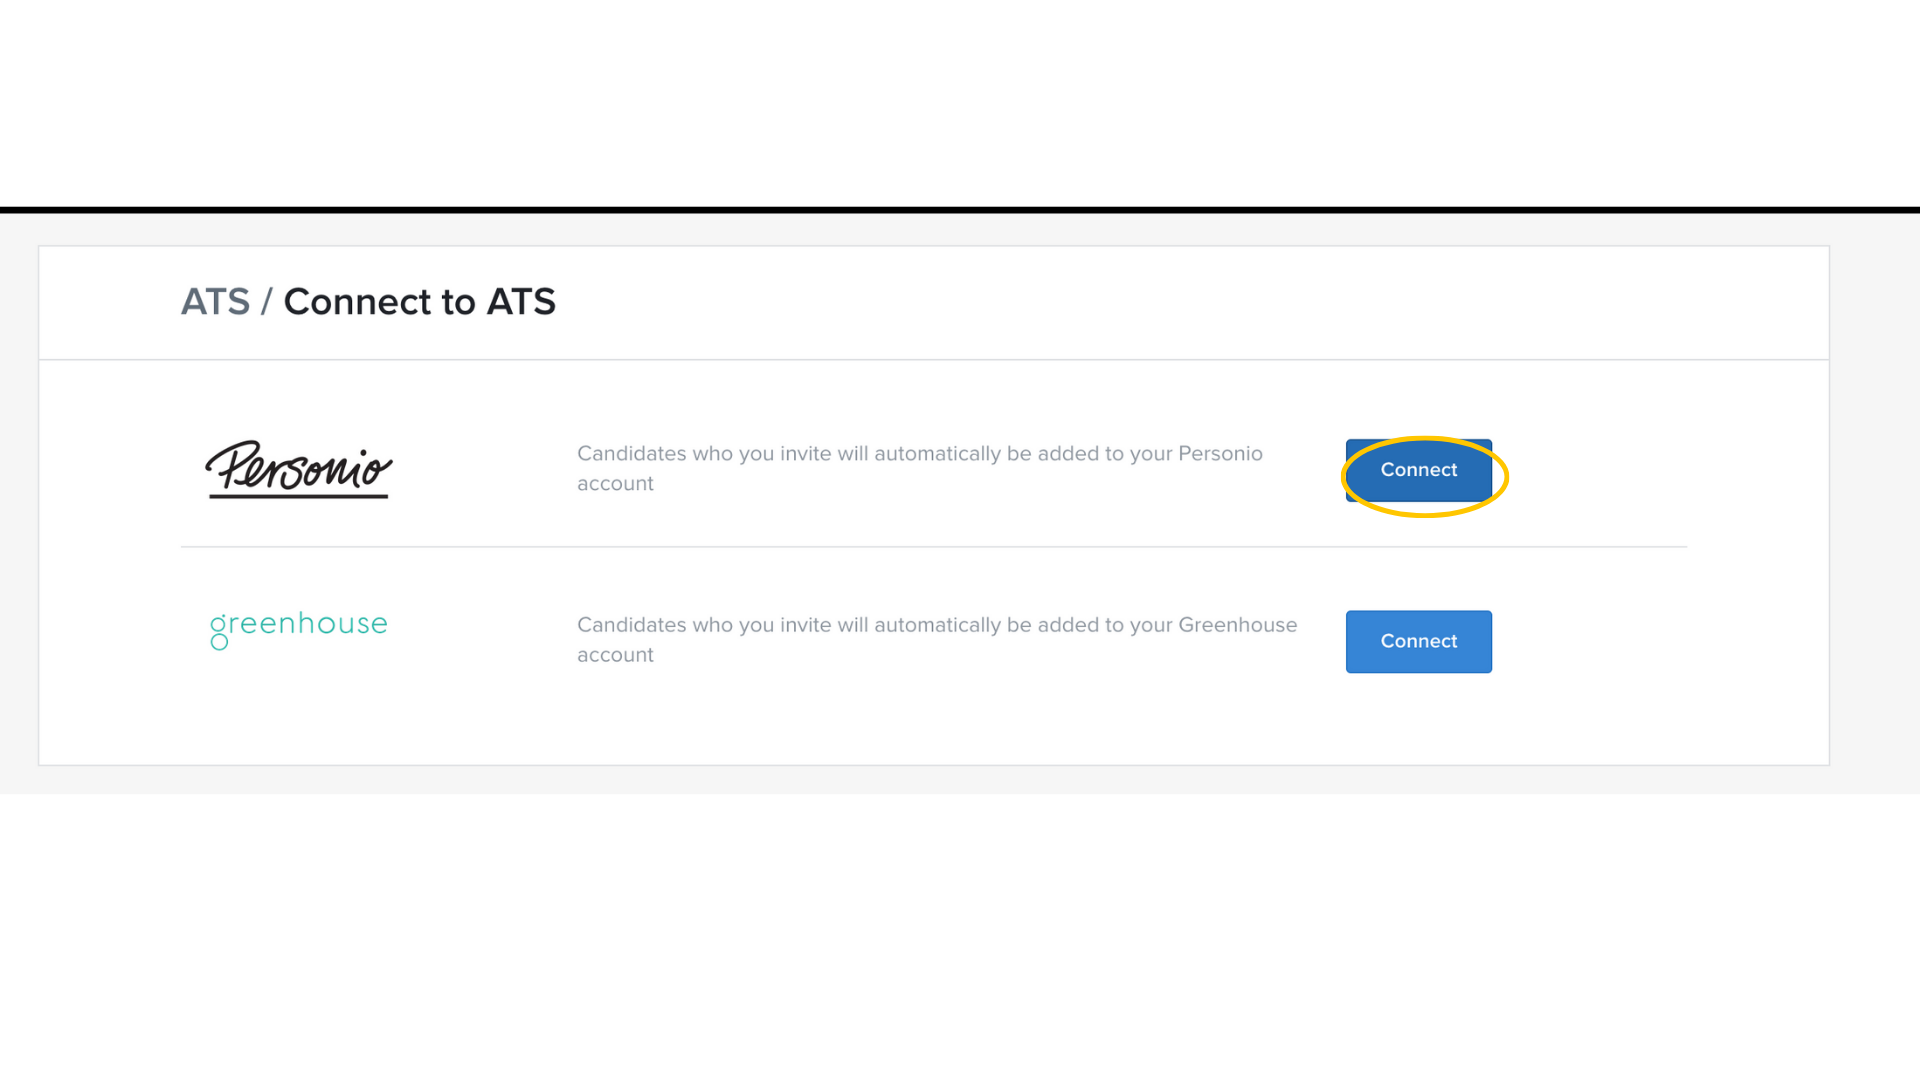 ATS / Connect to ATS
Personio
Candidates who you invite will automatically be added to your Personio
account
Connect
greenhouse
Candidates who you invite will automatically be added to your Greenhouse
account
Connect